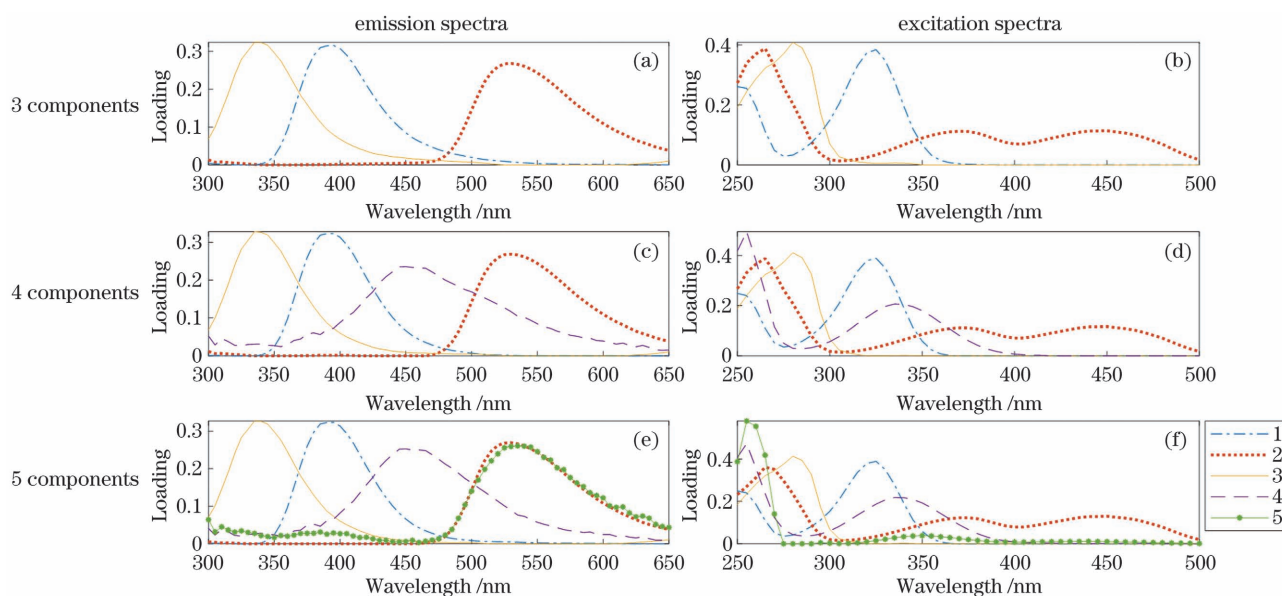 emission spectra
excitation spectra
3 components
Loading
0.3
0.2
0.1
0
(a)
300 350 400 450 500 550 600 650
Wavelength /nm
Loading
0.4
0.2
0
(b)
250 300 350 400 450 500
Wavelength /nm
4 components
Loading
0.3
0.2
0.1
0
(c)
300 350 400 450 500 550 600 650
Wavelength /nm
Loading
0.4
0.2
0
(d)
250 300 350 400 450 500
Wavelength /nm
5 components
Loading
0.3
0.2
0.1
0
(e)
300 350 400 450 500 550 600 650
Wavelength /nm
Loading
0.4
0.2
0
(f)
250 300 350 400 450 500
Wavelength /nm
1
2
3
4
5